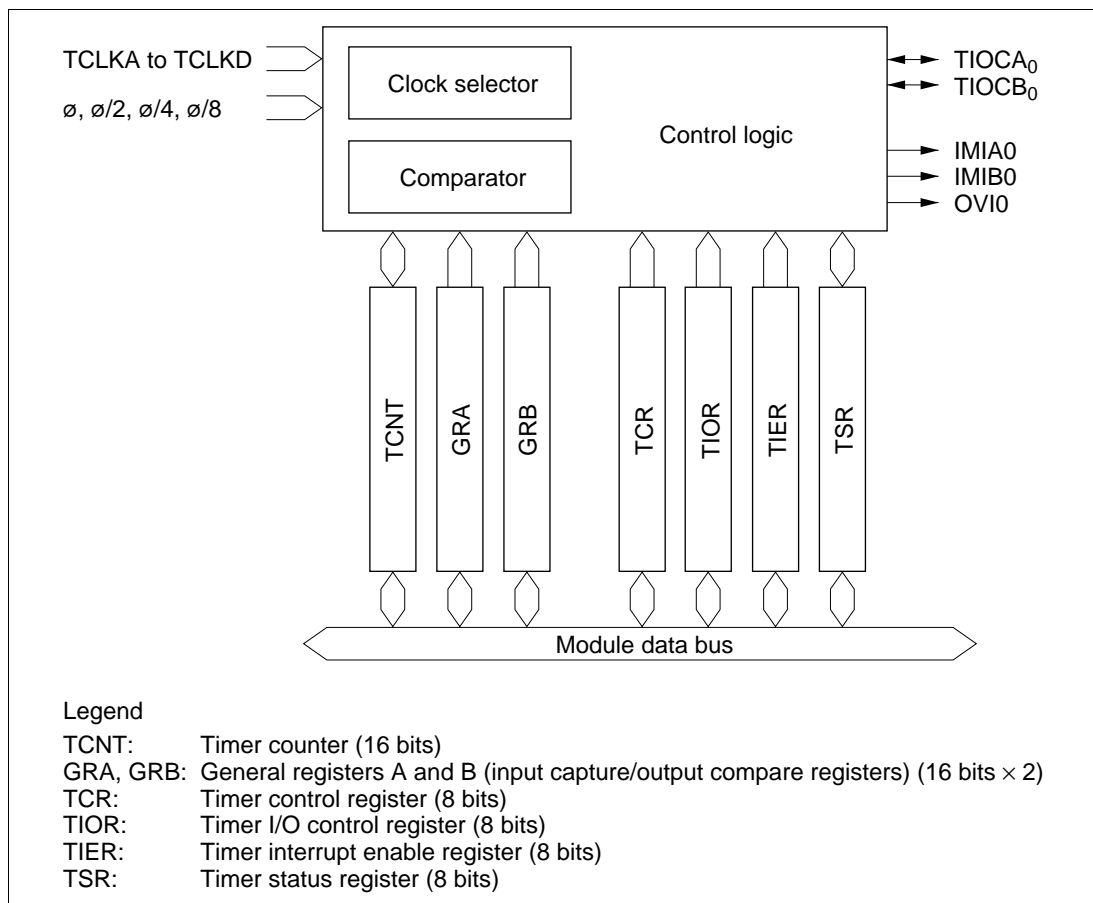 TCLKA to TCLKD
ø, ø/2, ø/4, ø/8
Clock selector
Comparator
Control logic
TIOCA0
TIOCB0
IMIA0
IMIB0
OVI0
TCNT
GRA
GRB
TCR
TIOR
TIER
TSR
Module data bus
Legend
TCNT: Timer counter (16 bits)
GRA, GRB: General registers A and B (input capture/output compare registers) (16 bits × 2)
TCR: Timer control register (8 bits)
TIOR: Timer I/O control register (8 bits)
TIER: Timer interrupt enable register (8 bits)
TSR: Timer status register (8 bits)